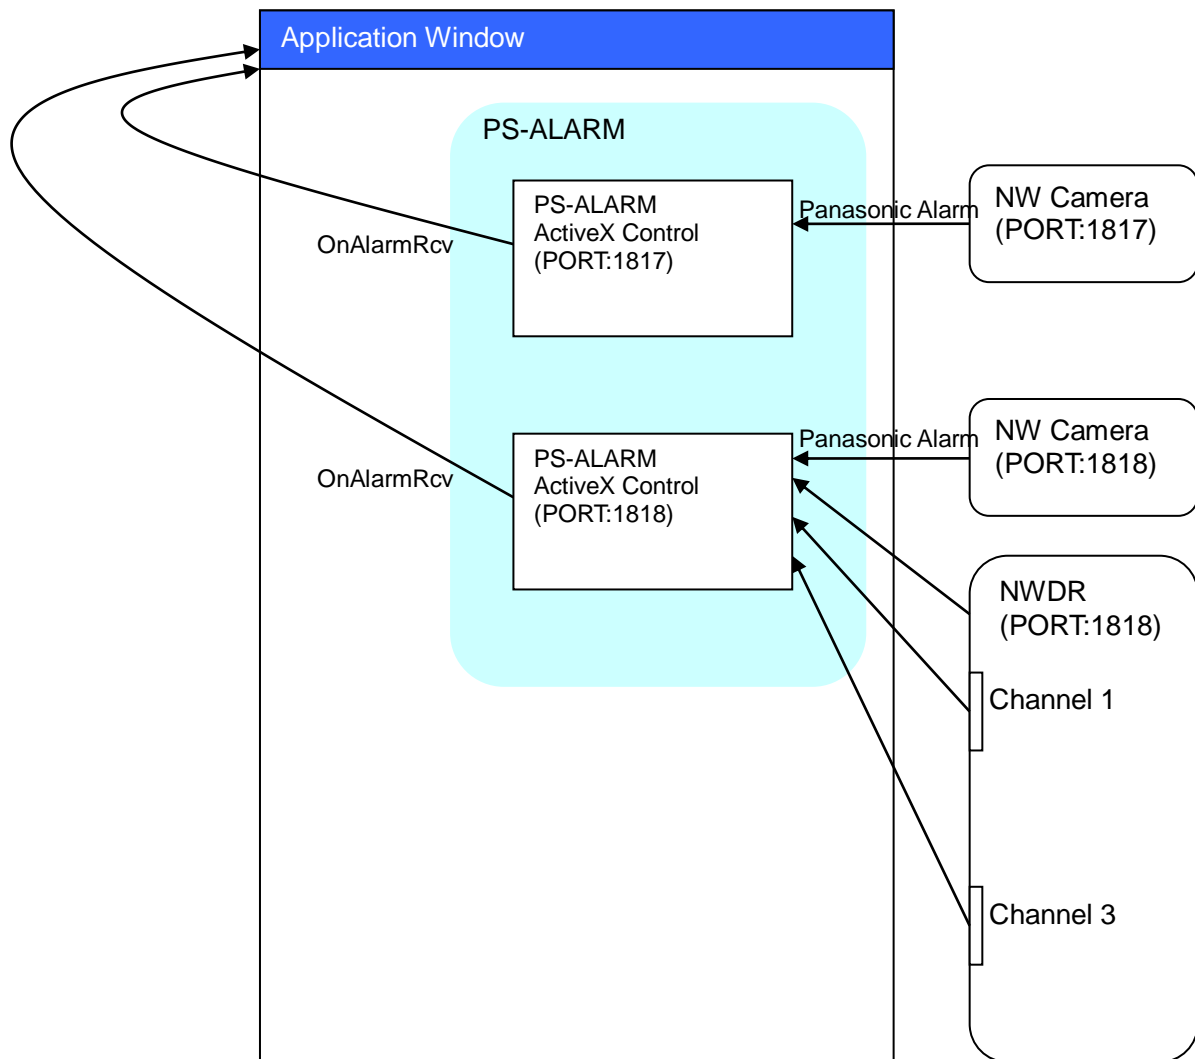 Application Window
PS-ALARM
PS-ALARM
ActiveX Control
(PORT:1817)
OnAlarmRcv
Panasonic Alarm
NW Camera
(PORT:1817)
PS-ALARM
ActiveX Control
(PORT:1818)
OnAlarmRcv
Panasonic Alarm
NW Camera
(PORT:1818)
NWDR
(PORT:1818)
Channel 1
Channel 3